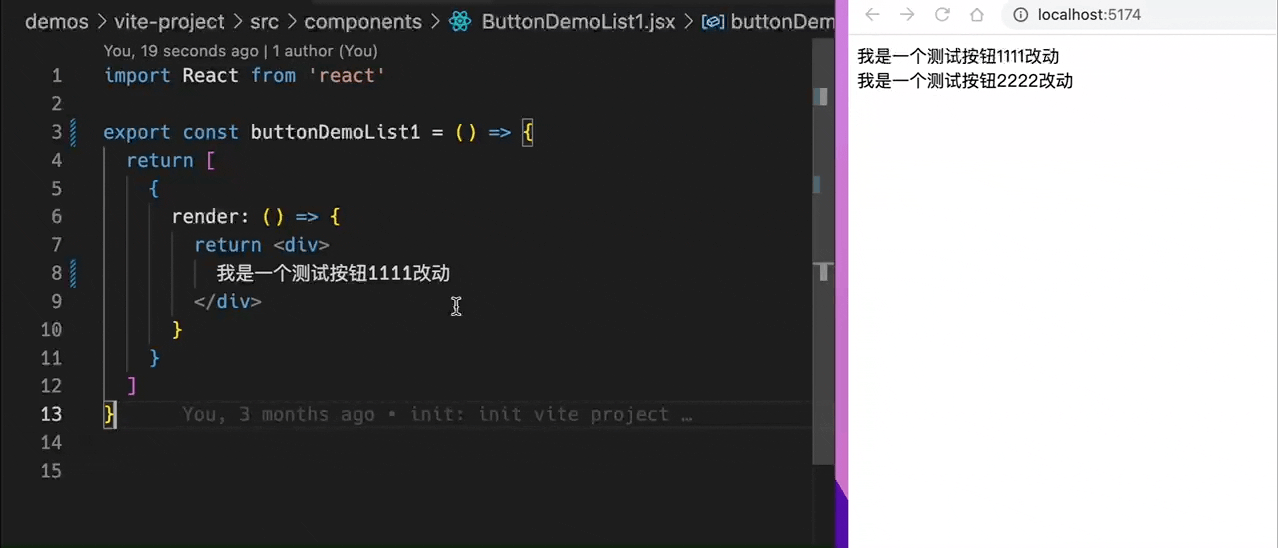 demos > vite-project > src > components > ButtonDemoList1.jsx > buttonDem
You, 19 seconds ago | 1 author (You)
1 import React from 'react'
2
3 export const buttonDemoList1 = () => {
4 return [
5 {
6 render: () => {
7 return <div>
8 我是一个测试按钮1111改动
9 </div>
10 }
11 }
12 ]
13 } You, 3 months ago • init: init vite project …
14
15
localhost:5174
我是一个测试按钮1111改动
我是一个测试按钮2222改动